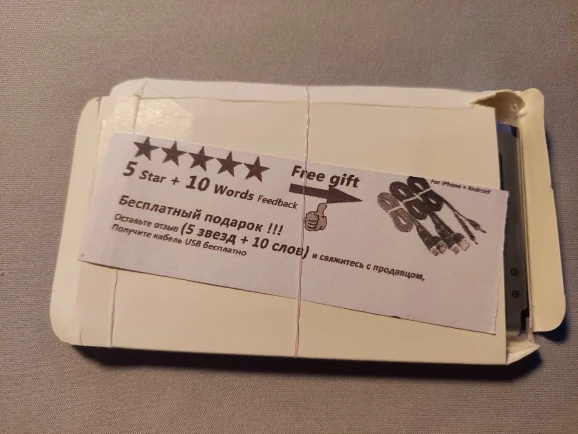 5 Star + 10 Words Feedback
Free gift
For iPhone + Android
Бесплатный подарок !!!
Оставьте отзыв (5 звезд + 10 слов) и свяжитесь с продавцом,
Получите кабель USB Бесплатно